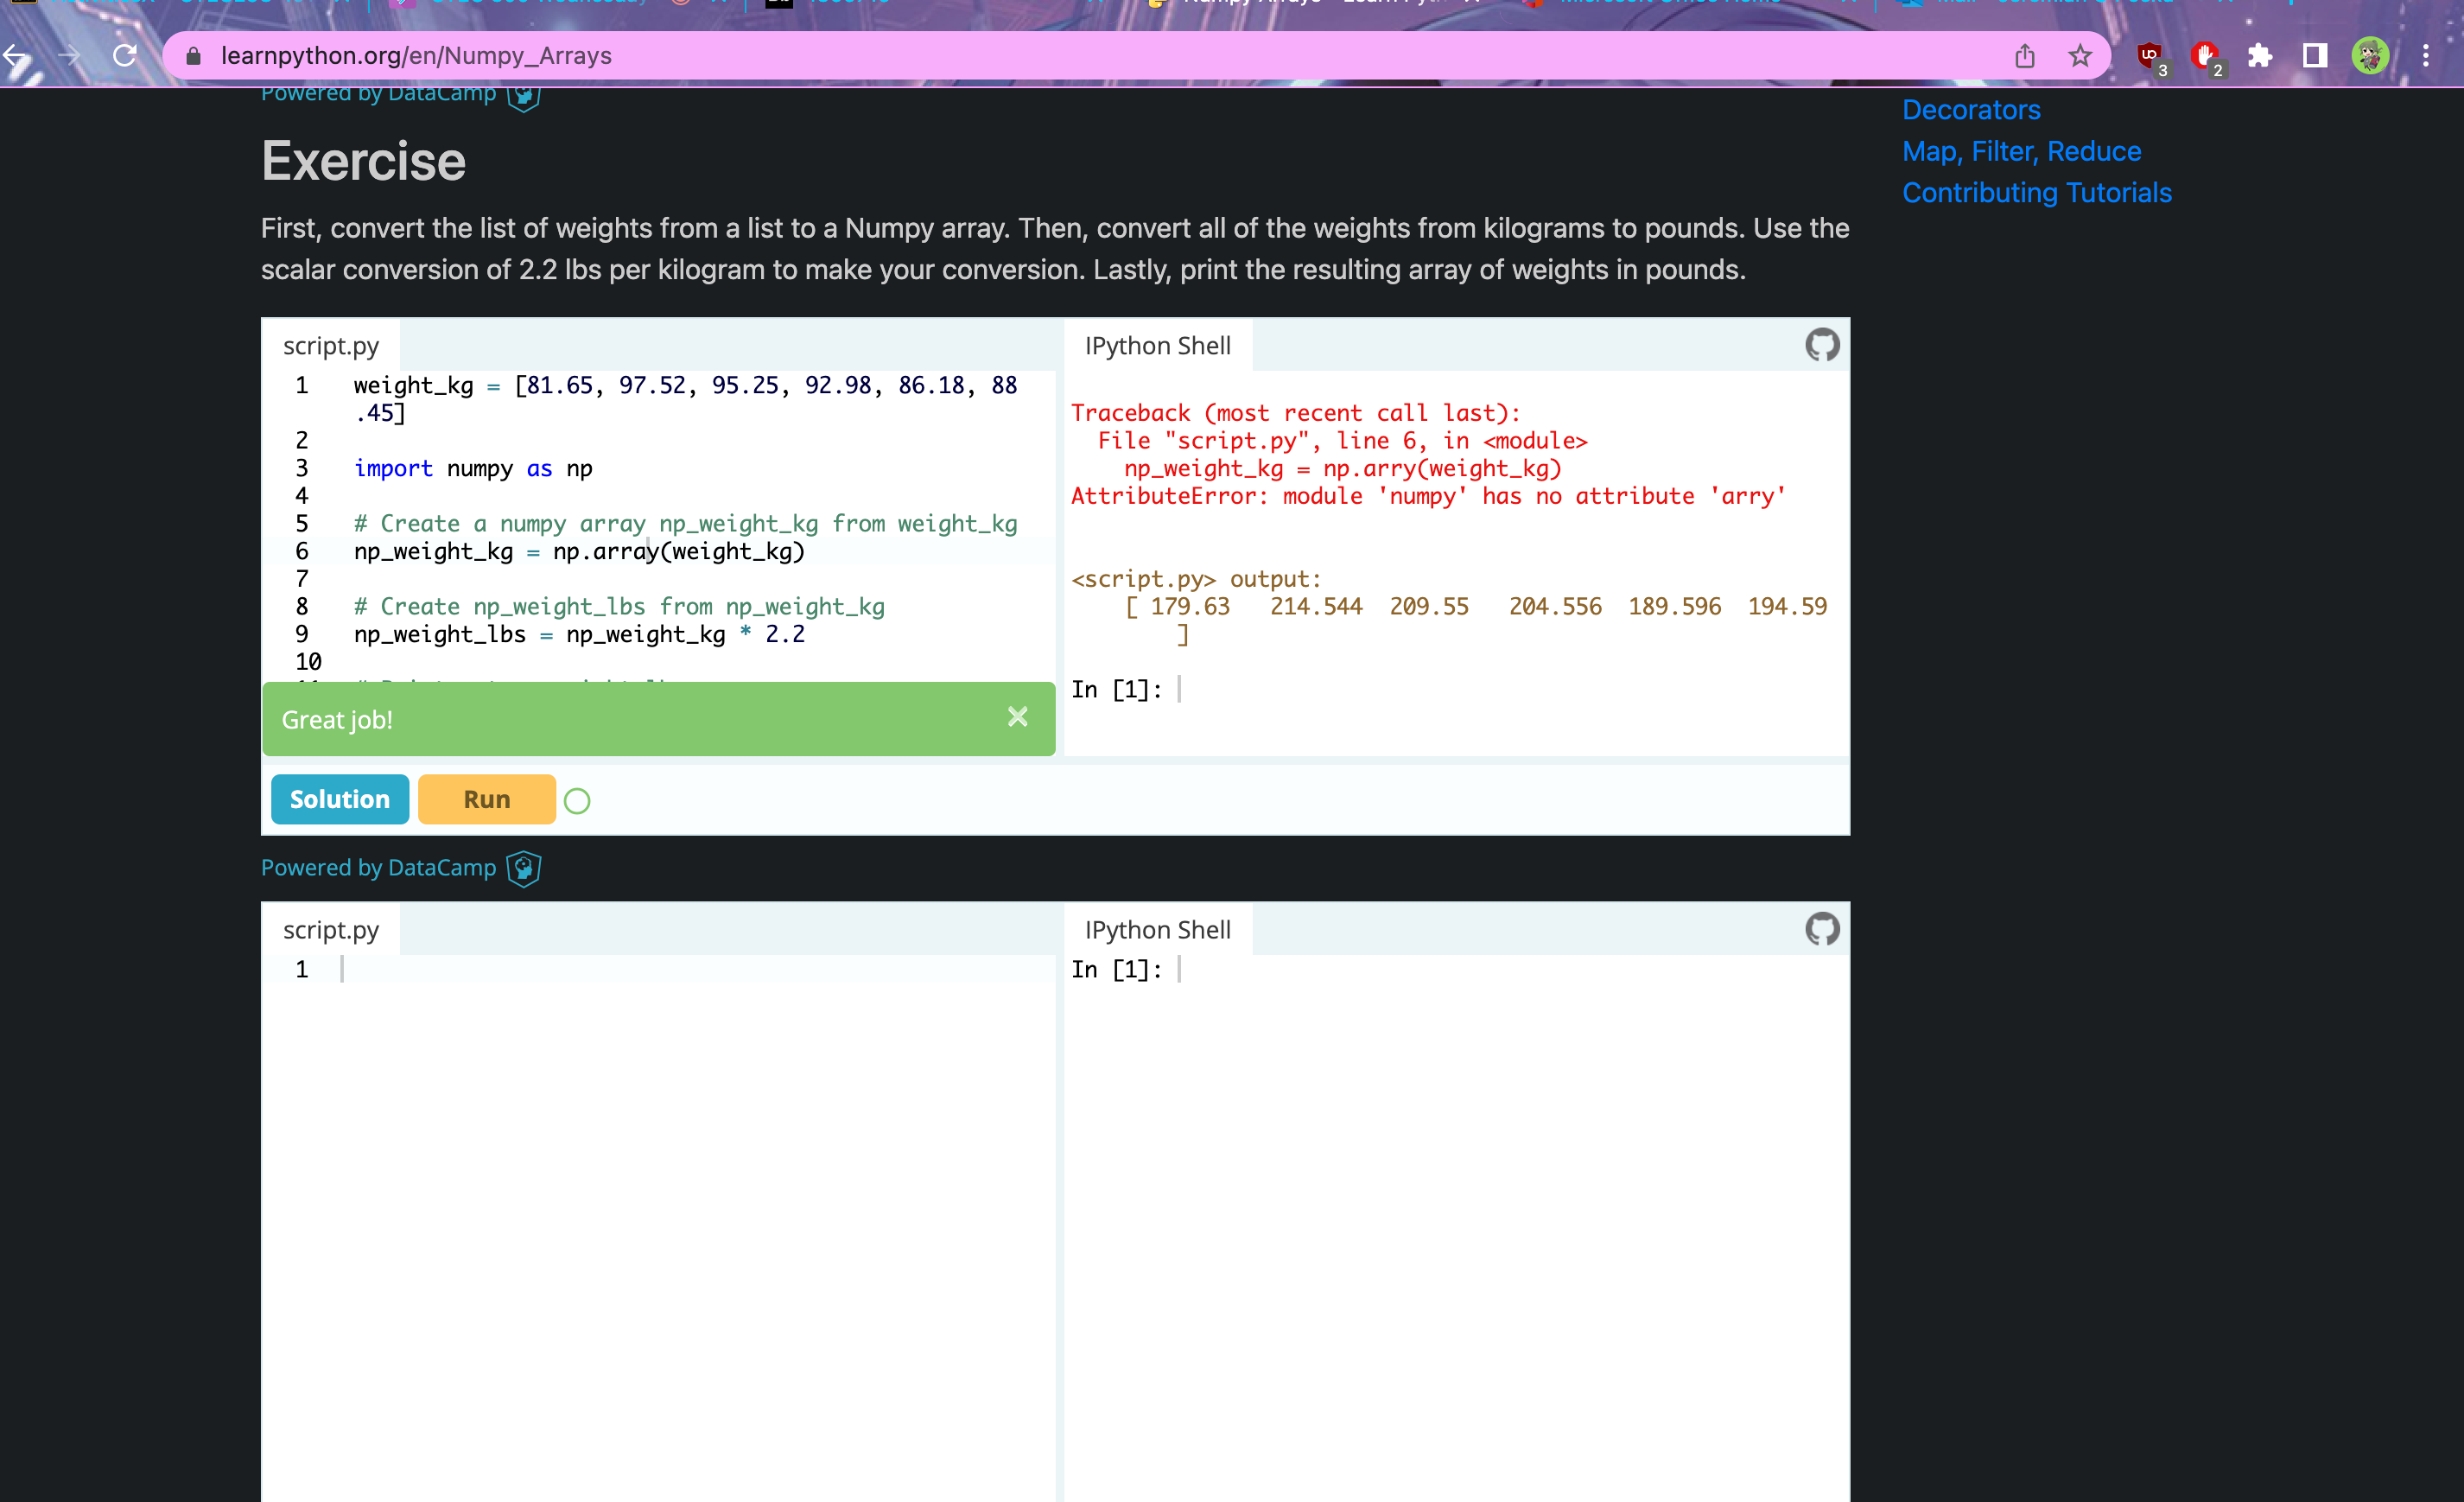 learnpython.org/en/Numpy_Arrays
3
2
Powered by DataCamp
Decorators
Map, Filter, Reduce
Contributing Tutorials
Exercise
First, convert the list of weights from a list to a Numpy array. Then, convert all of the weights from kilograms to pounds. Use the
scalar conversion of 2.2 lbs per kilogram to make your conversion. Lastly, print the resulting array of weights in pounds.
script.py
1 weight_kg = [81.65, 97.52, 95.25, 92.98, 86.18, 88
.45]
2
3 import numpy as np
4
5 # Create a numpy array np_weight_kg from weight_kg
6 np_weight_kg = np.array(weight_kg)
7
8 # Create np_weight_lbs from np_weight_kg
9 np_weight_lbs = np_weight_kg * 2.2
10
Great job!
IPython Shell
Traceback (most recent call last):
File "script.py", line 6, in <module>
np_weight_kg = np.arry(weight_kg)
AttributeError: module 'numpy' has no attribute 'arry'
<script.py> output:
[ 179.63 214.544 209.55 204.556 189.596 194.59
]
In [1]:
Solution
Run
Powered by DataCamp
script.py
1
IPython Shell
In [1]: